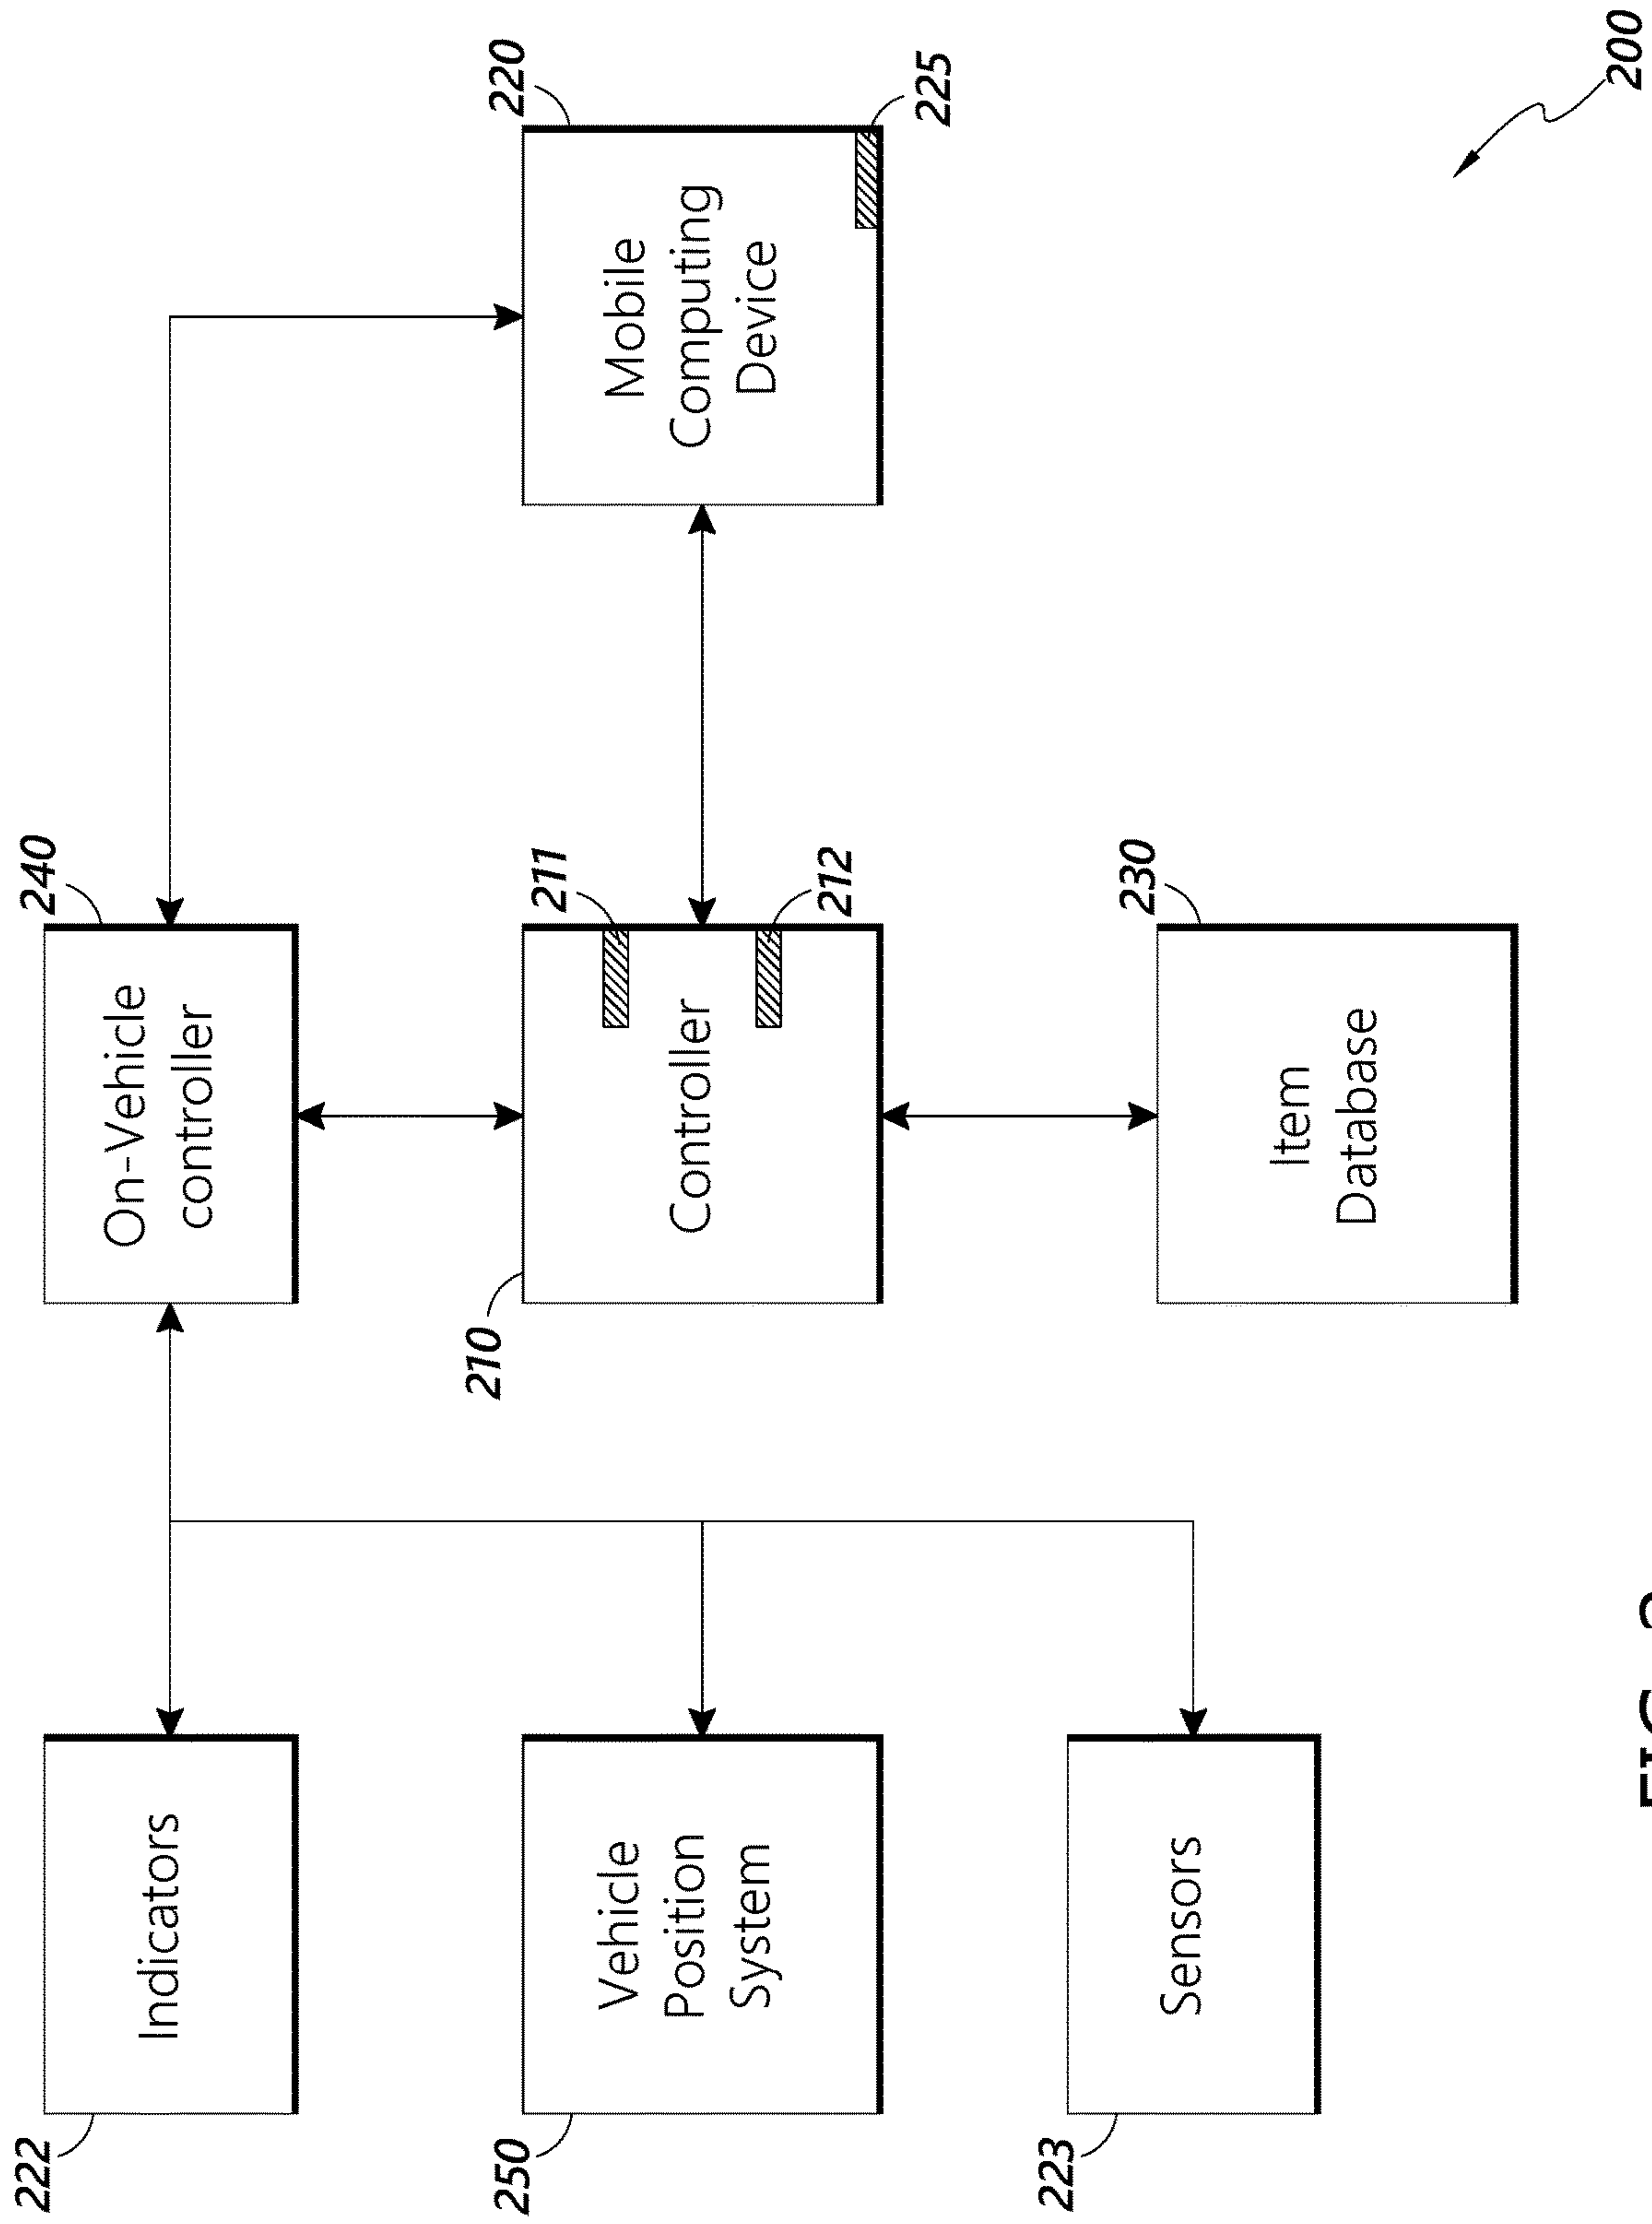 222
Indicators
240
On-Vehicle
controller
250
Vehicle
Position
System
210
Controller
211
212
220
Mobile
Computing
Device
225
223
Sensors
230
Item
Database
200
FIG.